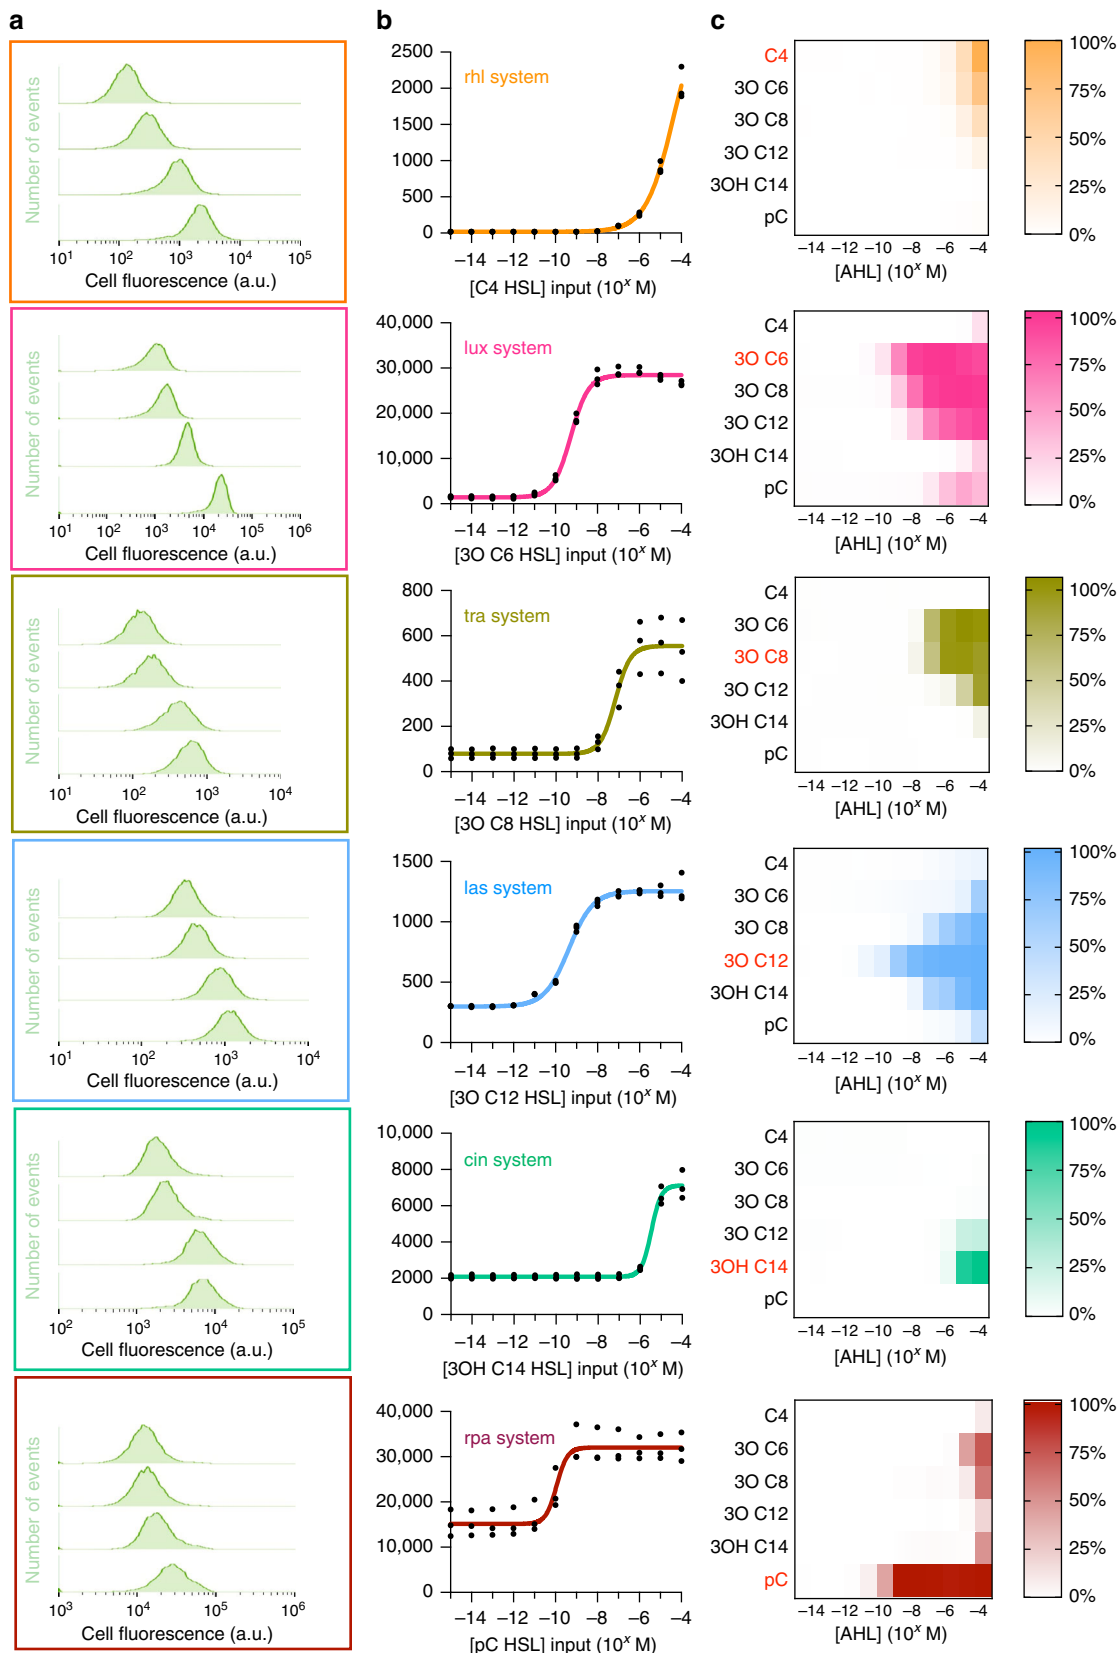 a
b
c
Number of events
10¹ 10² 10³ 10⁴ 10⁵
Cell fluorescence (a.u.)
2500
2000
1500
1000
500
0
rhl system
−14 −12 −10 −8 −6 −4
[C4 HSL] input (10ˣ M)
C4
3O C6
3O C8
3O C12
3OH C14
pC
−14 −12 −10 −8 −6 −4
[AHL] (10ˣ M)
100%
75%
50%
25%
0%
Number of events
10¹ 10² 10³ 10⁴ 10⁵ 10⁶
Cell fluorescence (a.u.)
40,000
30,000
20,000
10,000
0
lux system
−14 −12 −10 −8 −6 −4
[3O C6 HSL] input (10ˣ M)
C4
3O C6
3O C8
3O C12
3OH C14
pC
−14 −12 −10 −8 −6 −4
[AHL] (10ˣ M)
100%
75%
50%
25%
0%
Number of events
10¹ 10² 10³ 10⁴
Cell fluorescence (a.u.)
800
600
400
200
0
tra system
−14 −12 −10 −8 −6 −4
[3O C8 HSL] input (10ˣ M)
C4
3O C6
3O C8
3O C12
3OH C14
pC
−14 −12 −10 −8 −6 −4
[AHL] (10ˣ M)
100%
75%
50%
25%
0%
Number of events
10¹ 10² 10³ 10⁴
Cell fluorescence (a.u.)
1500
1000
500
0
las system
−14 −12 −10 −8 −6 −4
[3O C12 HSL] input (10ˣ M)
C4
3O C6
3O C8
3O C12
3OH C14
pC
−14 −12 −10 −8 −6 −4
[AHL] (10ˣ M)
100%
75%
50%
25%
0%
Number of events
10² 10³ 10⁴ 10⁵
Cell fluorescence (a.u.)
10,000
8000
6000
4000
2000
0
cin system
−14 −12 −10 −8 −6 −4
[3OH C14 HSL] input (10ˣ M)
C4
3O C6
3O C8
3O C12
3OH C14
pC
−14 −12 −10 −8 −6 −4
[AHL] (10ˣ M)
100%
75%
50%
25%
0%
Number of events
10³ 10⁴ 10⁵ 10⁶
Cell fluorescence (a.u.)
40,000
30,000
20,000
10,000
0
rpa system
−14 −12 −10 −8 −6 −4
[pC HSL] input (10ˣ M)
C4
3O C6
3O C8
3O C12
3OH C14
pC
−14 −12 −10 −8 −6 −4
[AHL] (10ˣ M)
100%
75%
50%
25%
0%